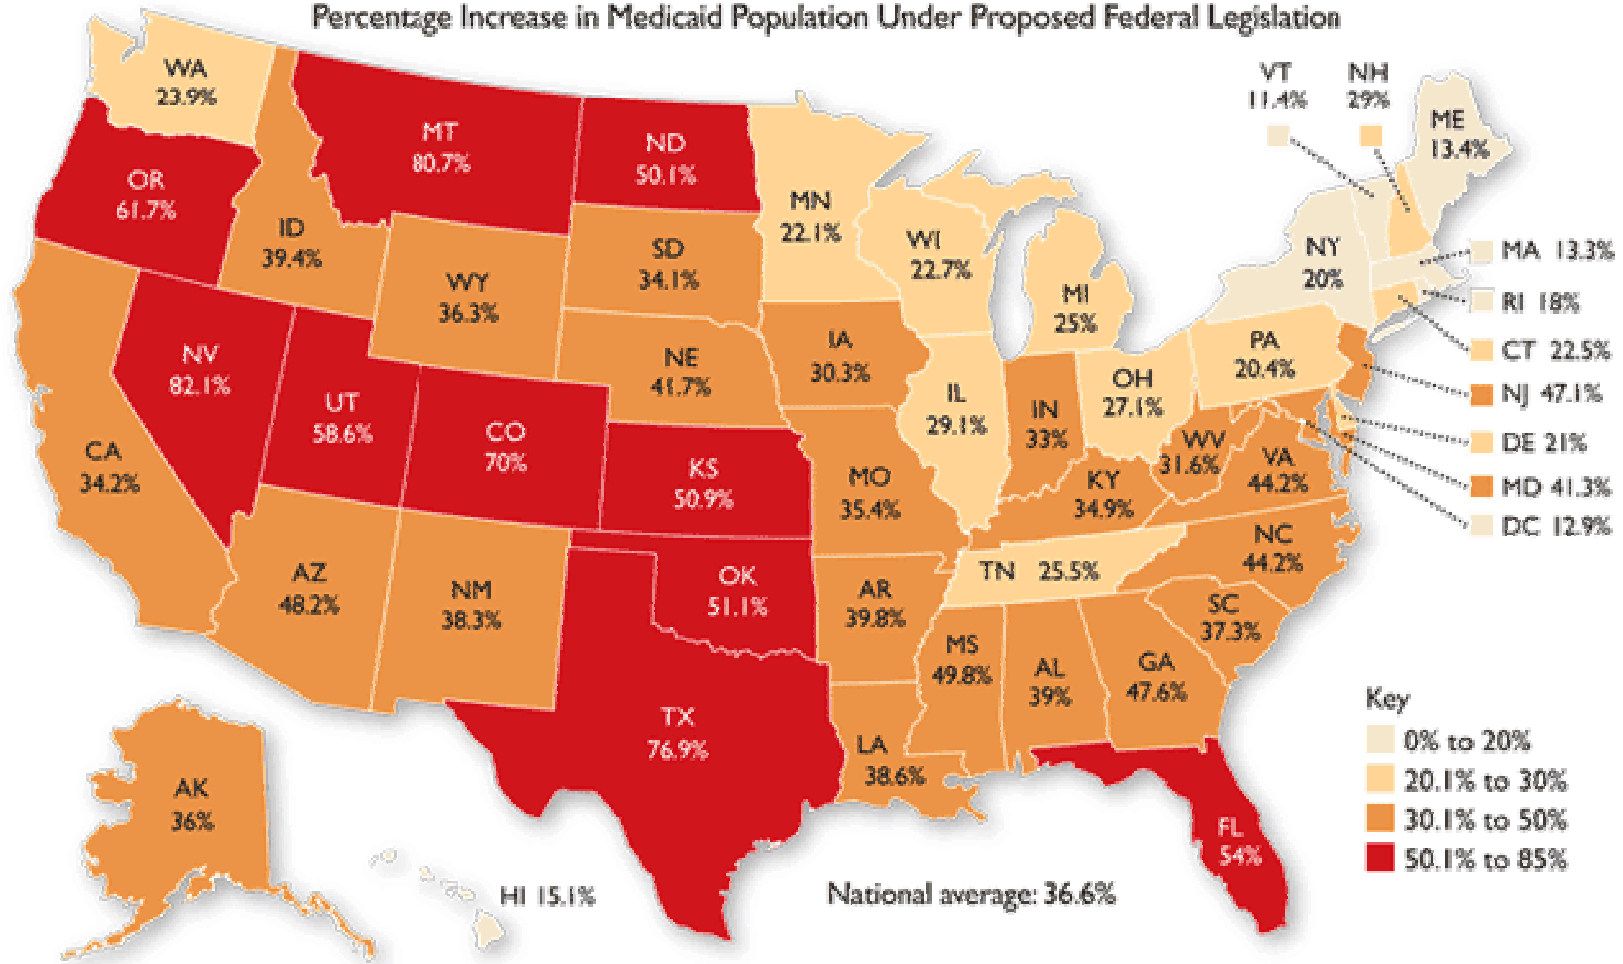 Percentage Increase in Medicaid Population Under Proposed Federal Legislation
WA
23.9%
OR
61.7%
MT
80.7%
ND
50.1%
ID
39.4%
MN
22.1%
WI
22.7%
SD
34.1%
WY
36.3%
MI
25%
VT
11.4%
NH
29%
ME
13.4%
NY
20%
MA 13.3%
RI 18%
CT 22.5%
NJ 47.1%
DE 21%
MD 41.3%
DC 12.9%
PA
20.4%
NV
82.1%
UT
58.6%
CO
70%
NE
41.7%
IA
30.3%
IL
29.1%
IN
33%
OH
27.1%
WV
31.6%
VA
44.2%
CA
34.2%
KS
50.9%
MO
35.4%
KY
34.9%
NC
44.2%
TN 25.5%
AZ
48.2%
NM
38.3%
OK
51.1%
AR
39.8%
SC
37.3%
MS
49.8%
AL
39%
GA
47.6%
TX
76.9%
LA
38.6%
FL
54%
AK
36%
HI 15.1%
National average: 36.6%
Key
0% to 20%
20.1% to 30%
30.1% to 50%
50.1% to 85%